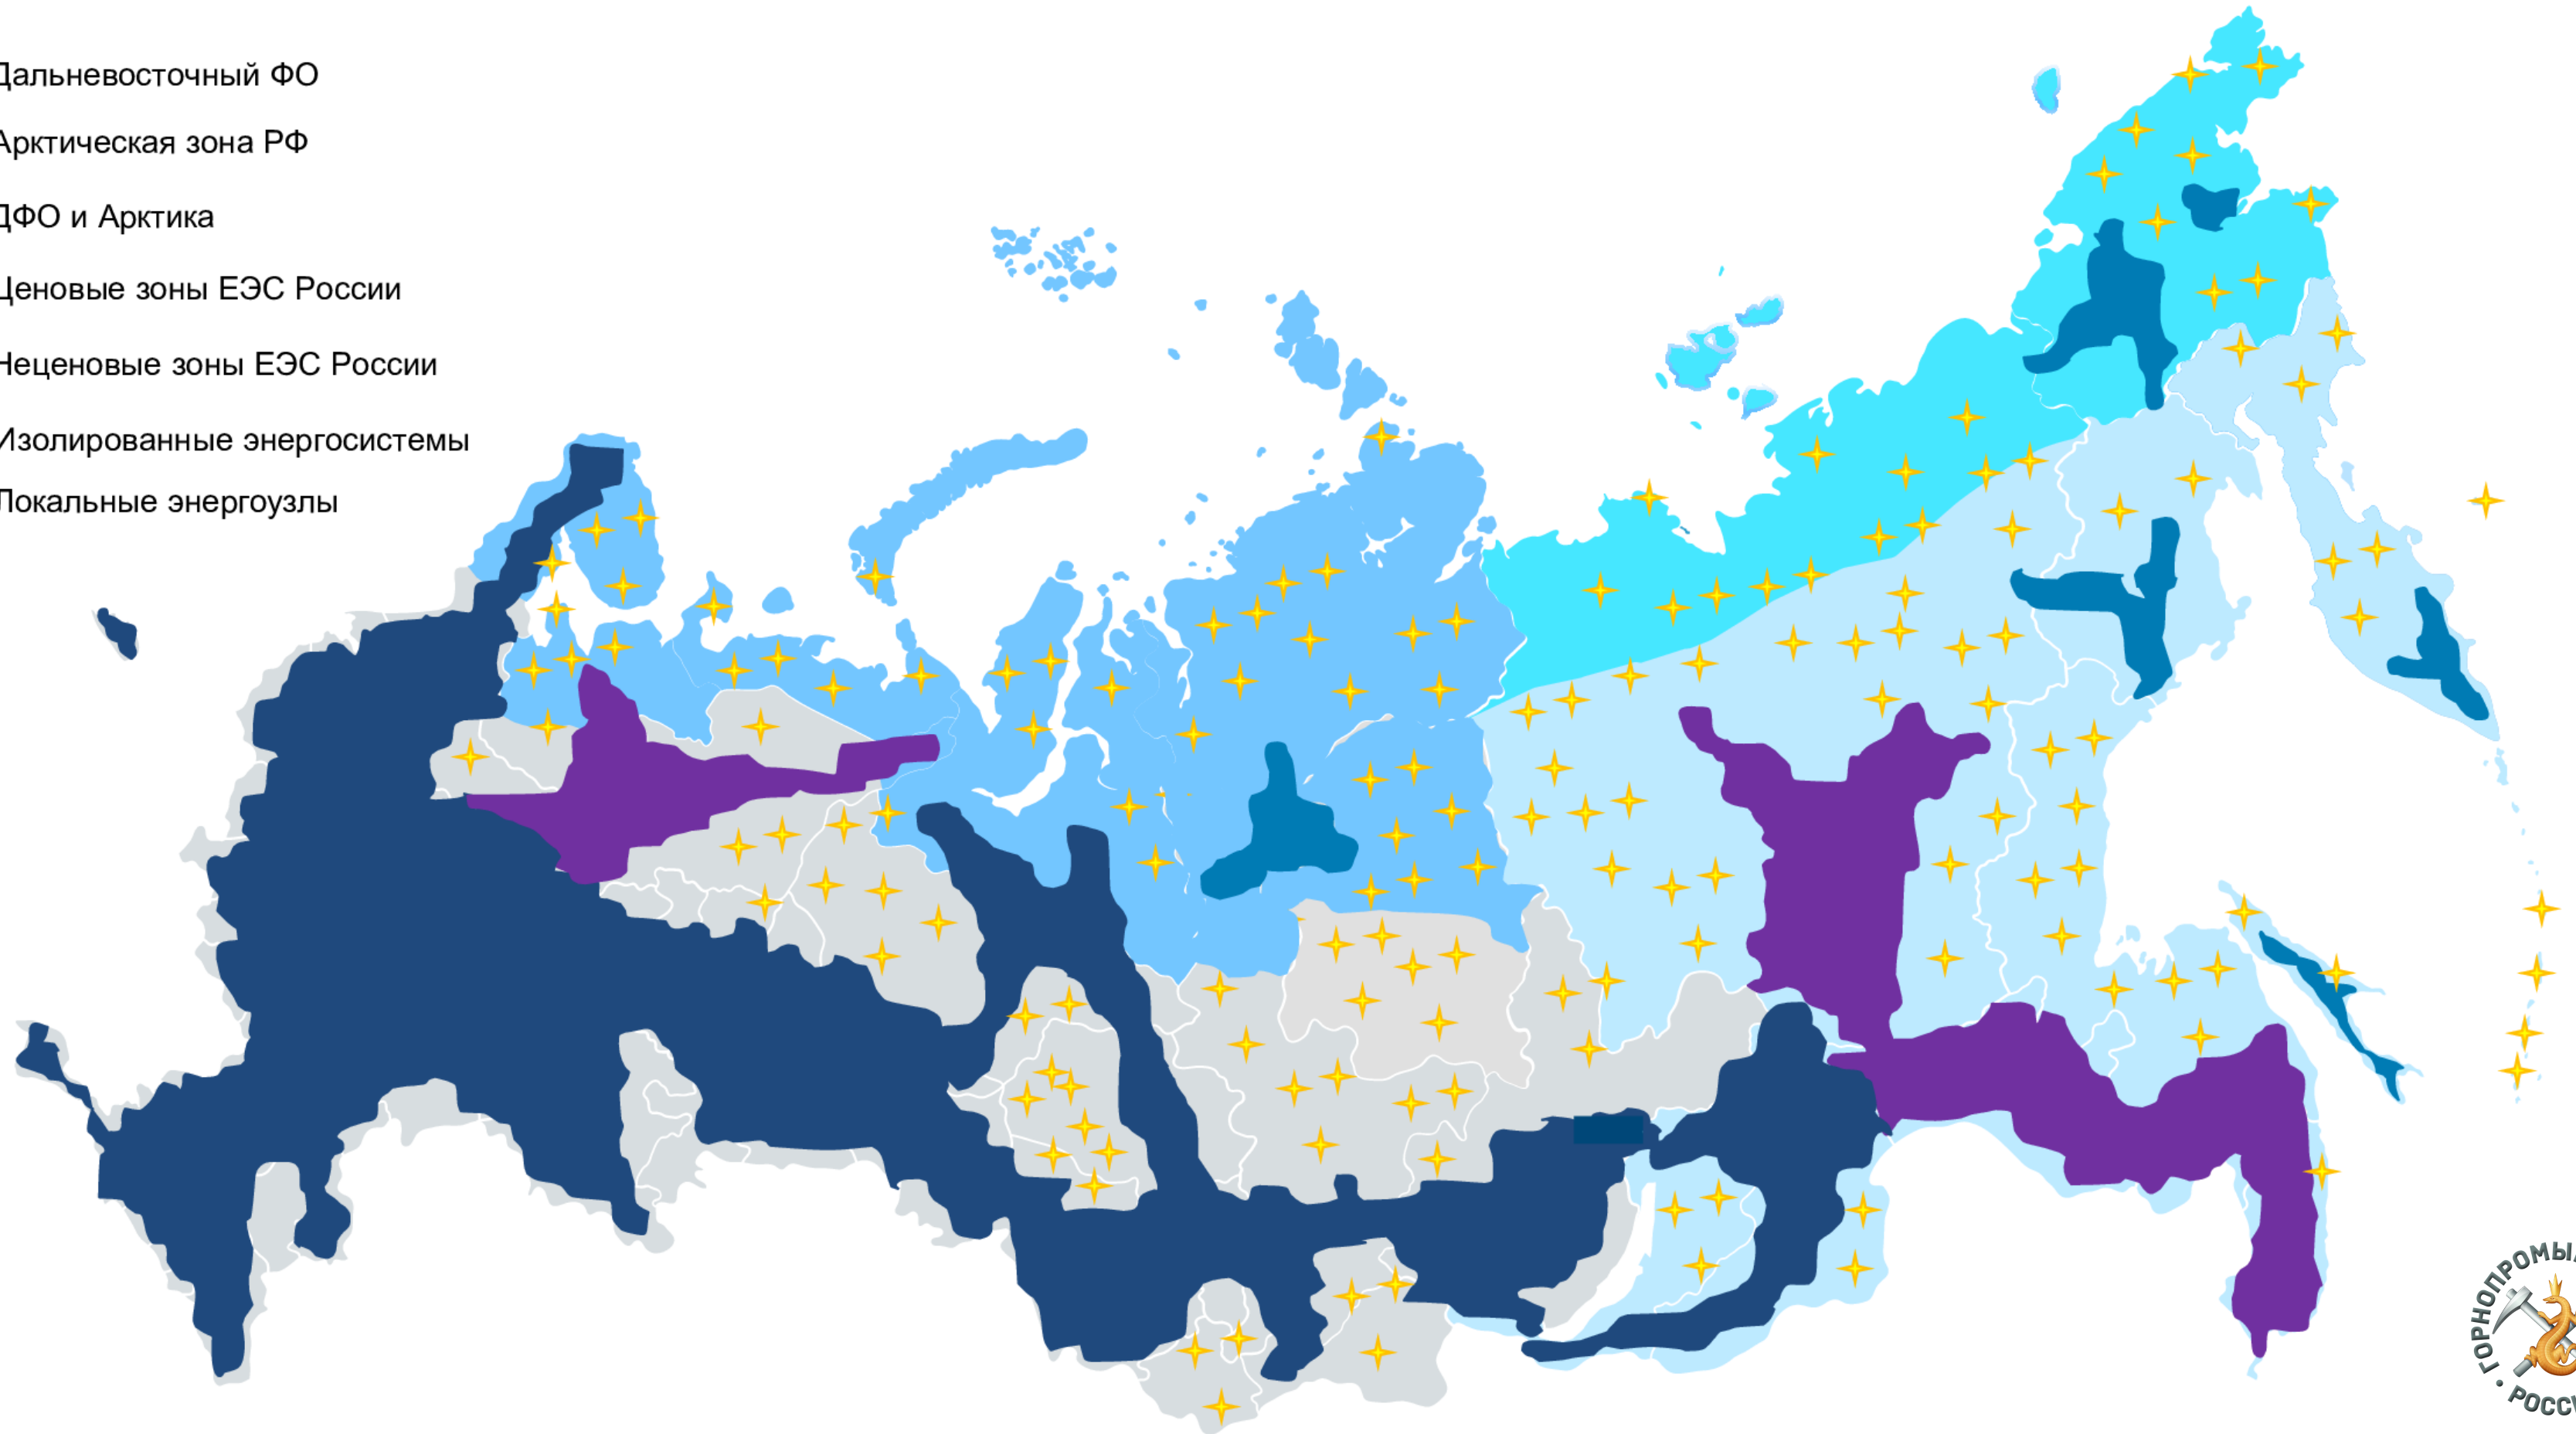 Дальневосточный ФО
Арктическая зона РФ
ДФО и Арктика
Ценовые зоны ЕЭС России
Неценовые зоны ЕЭС России
Изолированные энергосистемы
Локальные энергоузлы